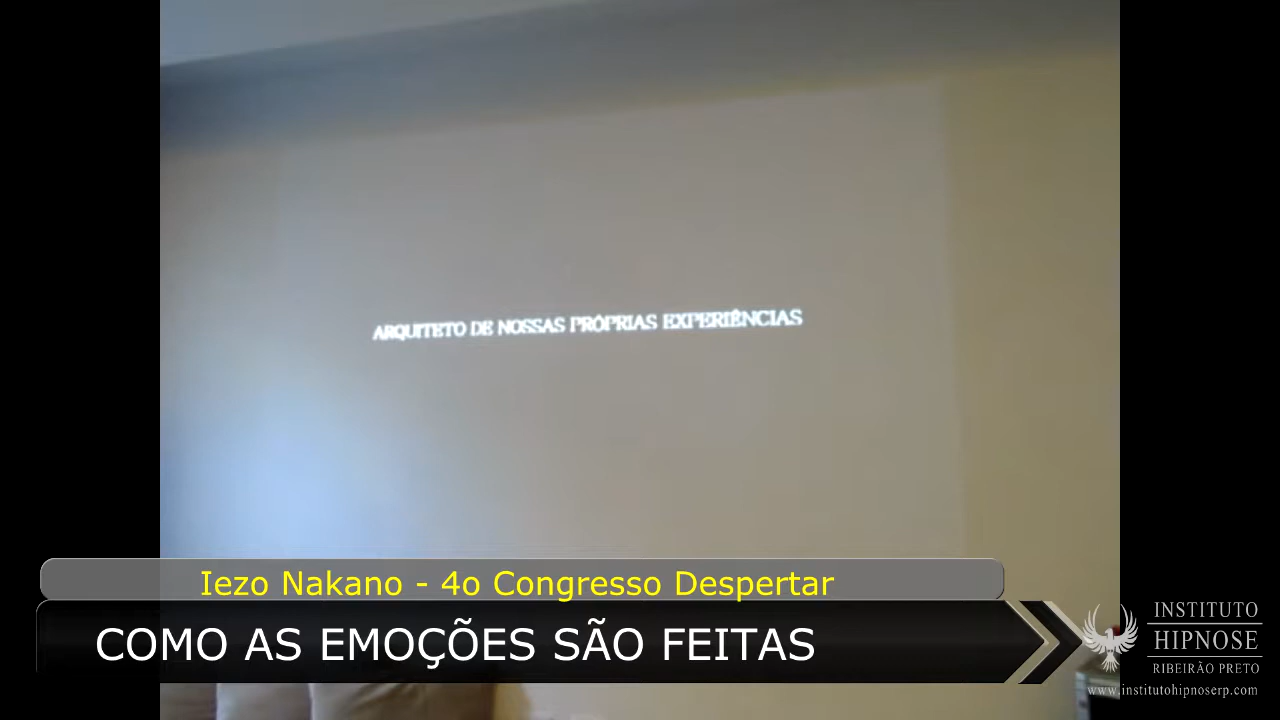 ARQUITETO DE NOSSAS PRÓPRIAS EXPERIÊNCIAS
Iezo Nakano - 4o Congresso Despertar
COMO AS EMOÇÕES SÃO FEITAS
INSTITUTO
HIPNOSE
RIBEIRÃO PRETO
www.institutohipnoserp.com